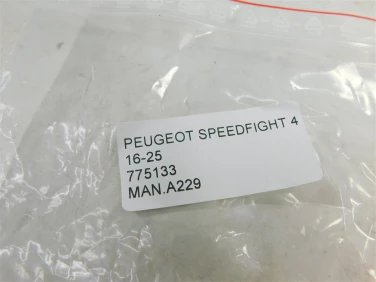 PEUGEOT SPEEDFIGHT 4
16-25
775133
MAN.A229